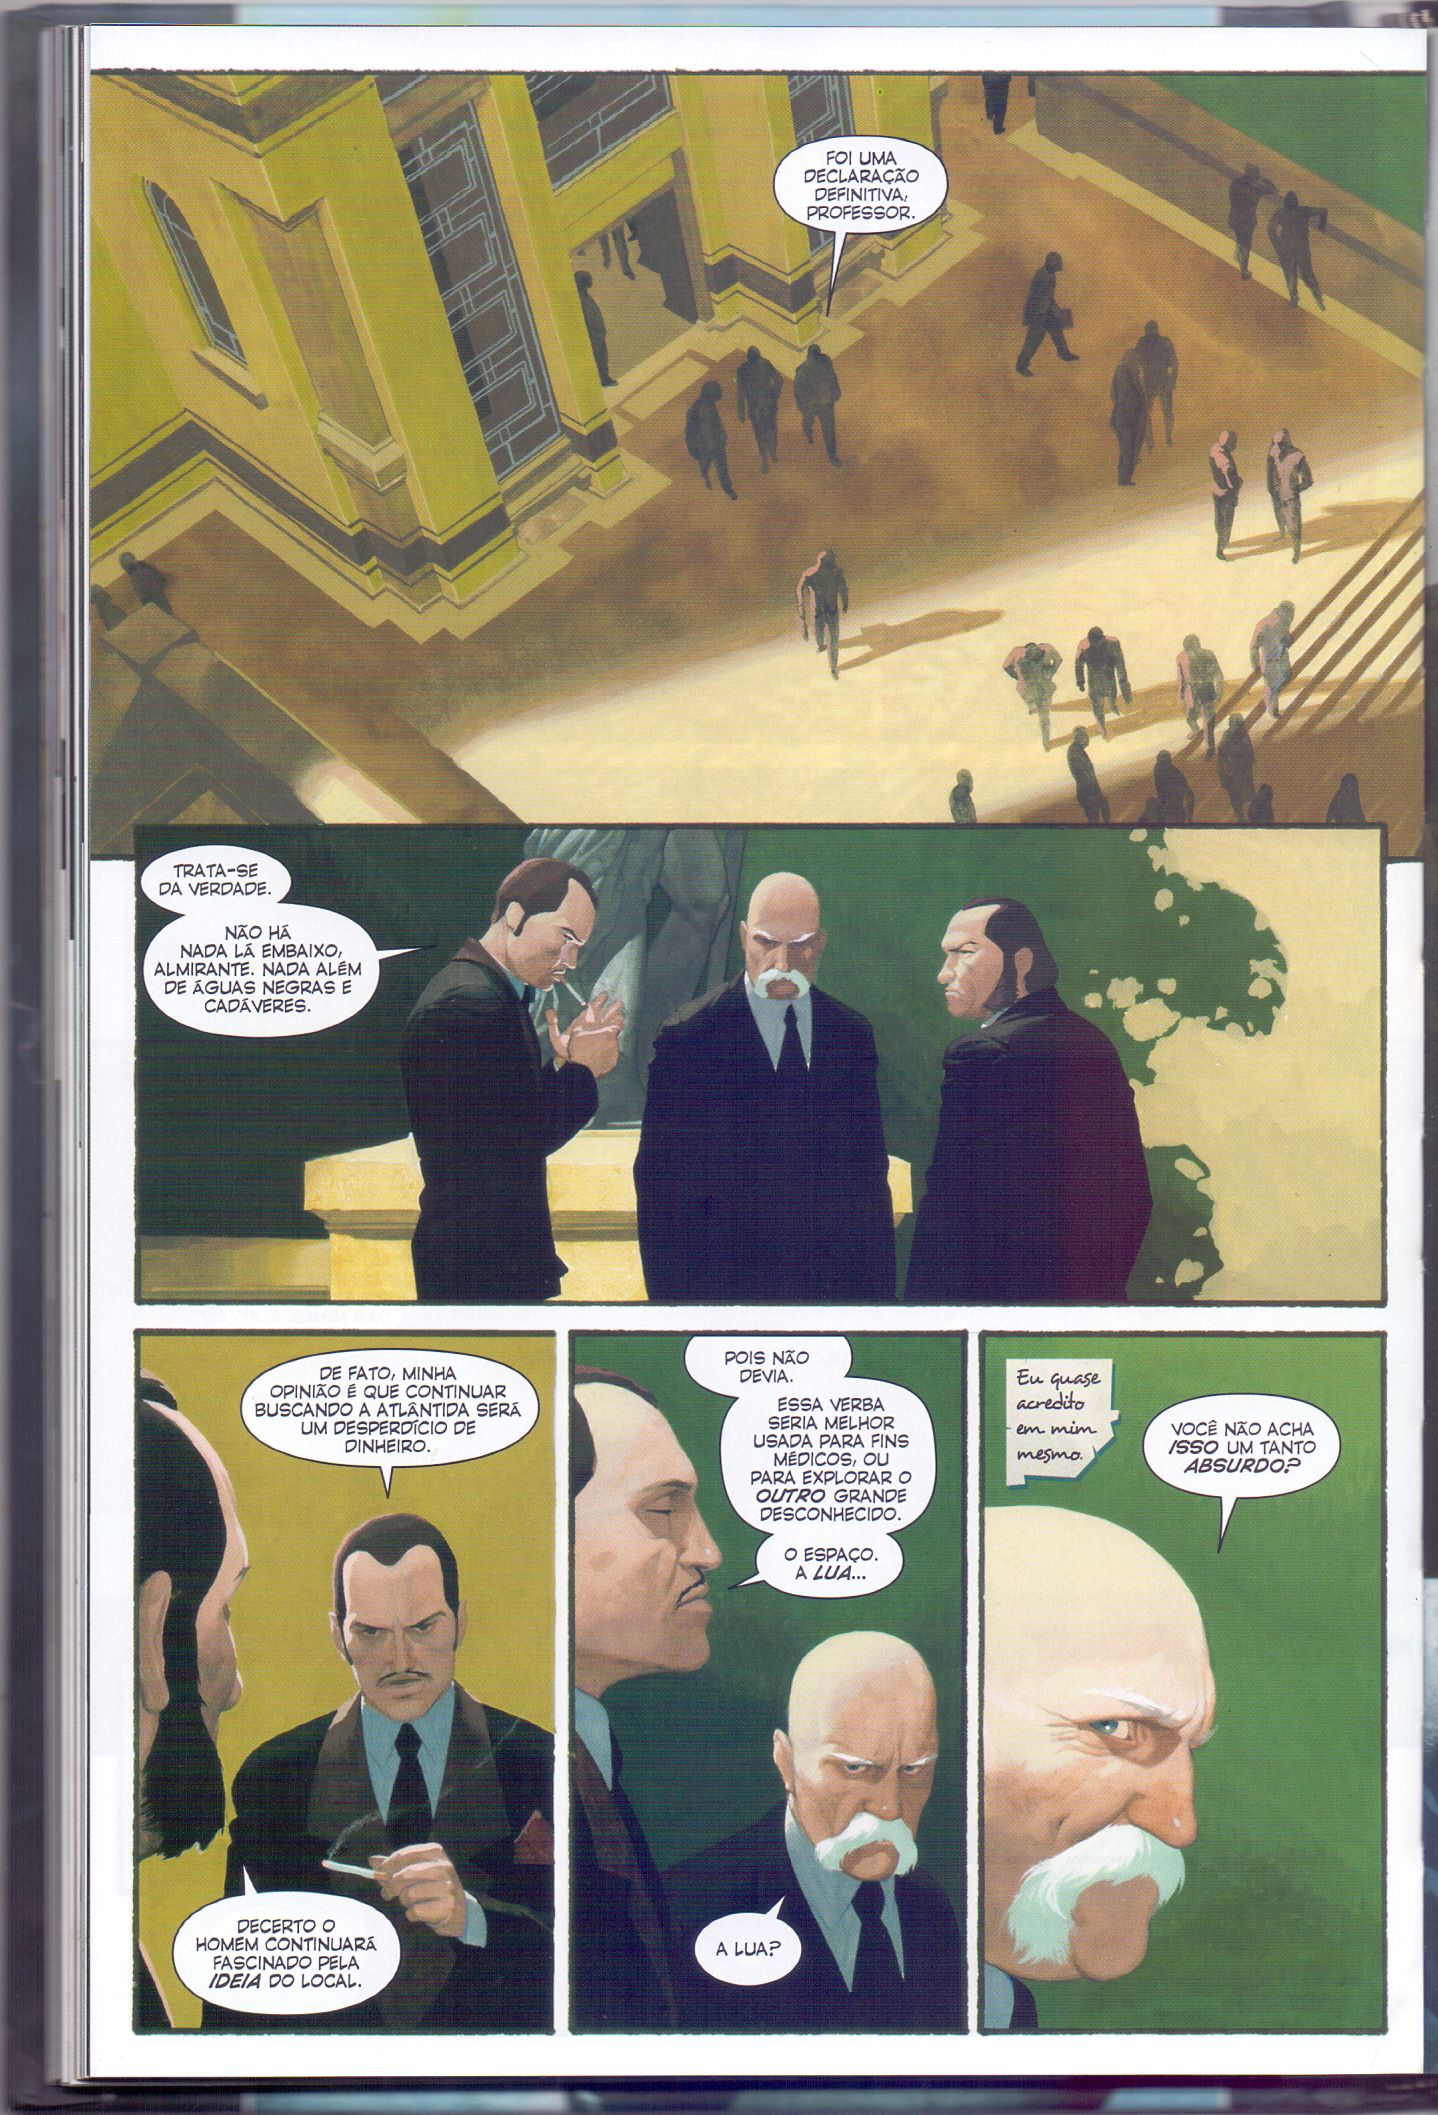 FOI UMA
DECLARAÇÃO
DEFINITIVA,
PROFESSOR.
TRATA-SE
DA VERDADE.
NÃO HÁ
NADA LÁ EMBAIXO,
ALMIRANTE. NADA ALÉM
DE ÁGUAS NEGRAS E
CADÁVERES.
DE FATO, MINHA
OPINIÃO É QUE CONTINUAR
BUSCANDO A ATLÂNTIDA SERÁ
UM DESPERDÍCIO DE
DINHEIRO.
DECERTO O
HOMEM CONTINUARÁ
FASCINADO PELA
IDEIA DO LOCAL.
POIS NÃO
DEVIA.
ESSA VERBA
SERIA MELHOR
USADA PARA FINS
MÉDICOS, OU
PARA EXPLORAR O
OUTRO GRANDE
DESCONHECIDO.
O ESPAÇO.
A LUA...
A LUA?
Eu quase
acredito
em mim
mesmo.
VOCÊ NÃO ACHA
ISSO UM TANTO
ABSURDO?